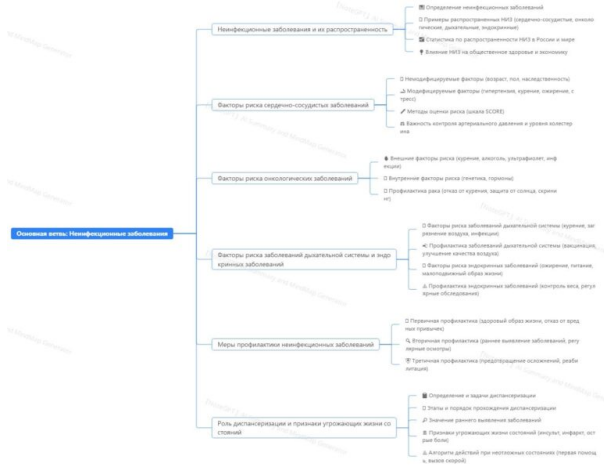 Основная ветвь: Неинфекционные заболевания
Неинфекционные заболевания и их распространенность
Определение неинфекционных заболеваний
Примеры распространенных НИЗ (сердечно-сосудистые, онколо
гические, дыхательные, эндокринные)
Статистика по распространенности НИЗ в России и мире
Влияние НИЗ на общественное здоровье и экономику
Факторы риска сердечно-сосудистых заболеваний
Немодифицируемые факторы (возраст, пол, наследственность)
Модифицируемые факторы (гипертензия, курение, ожирение, с
тресс)
Методы оценки риска (шкала SCORE)
Важность контроля артериального давления и уровня холестер
ина
Факторы риска онкологических заболеваний
Внешние факторы риска (курение, алкоголь, ультрафиолет, инф
екции)
Внутренние факторы риска (генетика, гормоны)
Профилактика рака (отказ от курения, защита от солнца, скрини
нг)
Факторы риска заболеваний дыхательной системы и эндо
кринных заболеваний
Факторы риска заболеваний дыхательной системы (курение, заг
рязнение воздуха, инфекции)
Профилактика заболеваний дыхательной системы (вакцинация,
улучшение качества воздуха)
Факторы риска эндокринных заболеваний (ожирение, питание,
малоподвижный образ жизни)
Профилактика эндокринных заболеваний (контроль веса, регул
ярные обследования)
Меры профилактики неинфекционных заболеваний
Первичная профилактика (здоровый образ жизни, отказ от вред
ных привычек)
Вторичная профилактика (раннее выявление заболеваний, регу
лярные осмотры)
Третичная профилактика (предотвращение осложнений, реаби
литация)
Роль диспансеризации и признаки угрожающих жизни со
стояний
Определение и задачи диспансеризации
Этапы и порядок прохождения диспансеризации
Значение раннего выявления заболеваний
Признаки угрожающих жизни состояний (инсульт, инфаркт, ост
рые боли)
Алгоритм действий при неотложных состояниях (первая помощ
ь, вызов скорой)